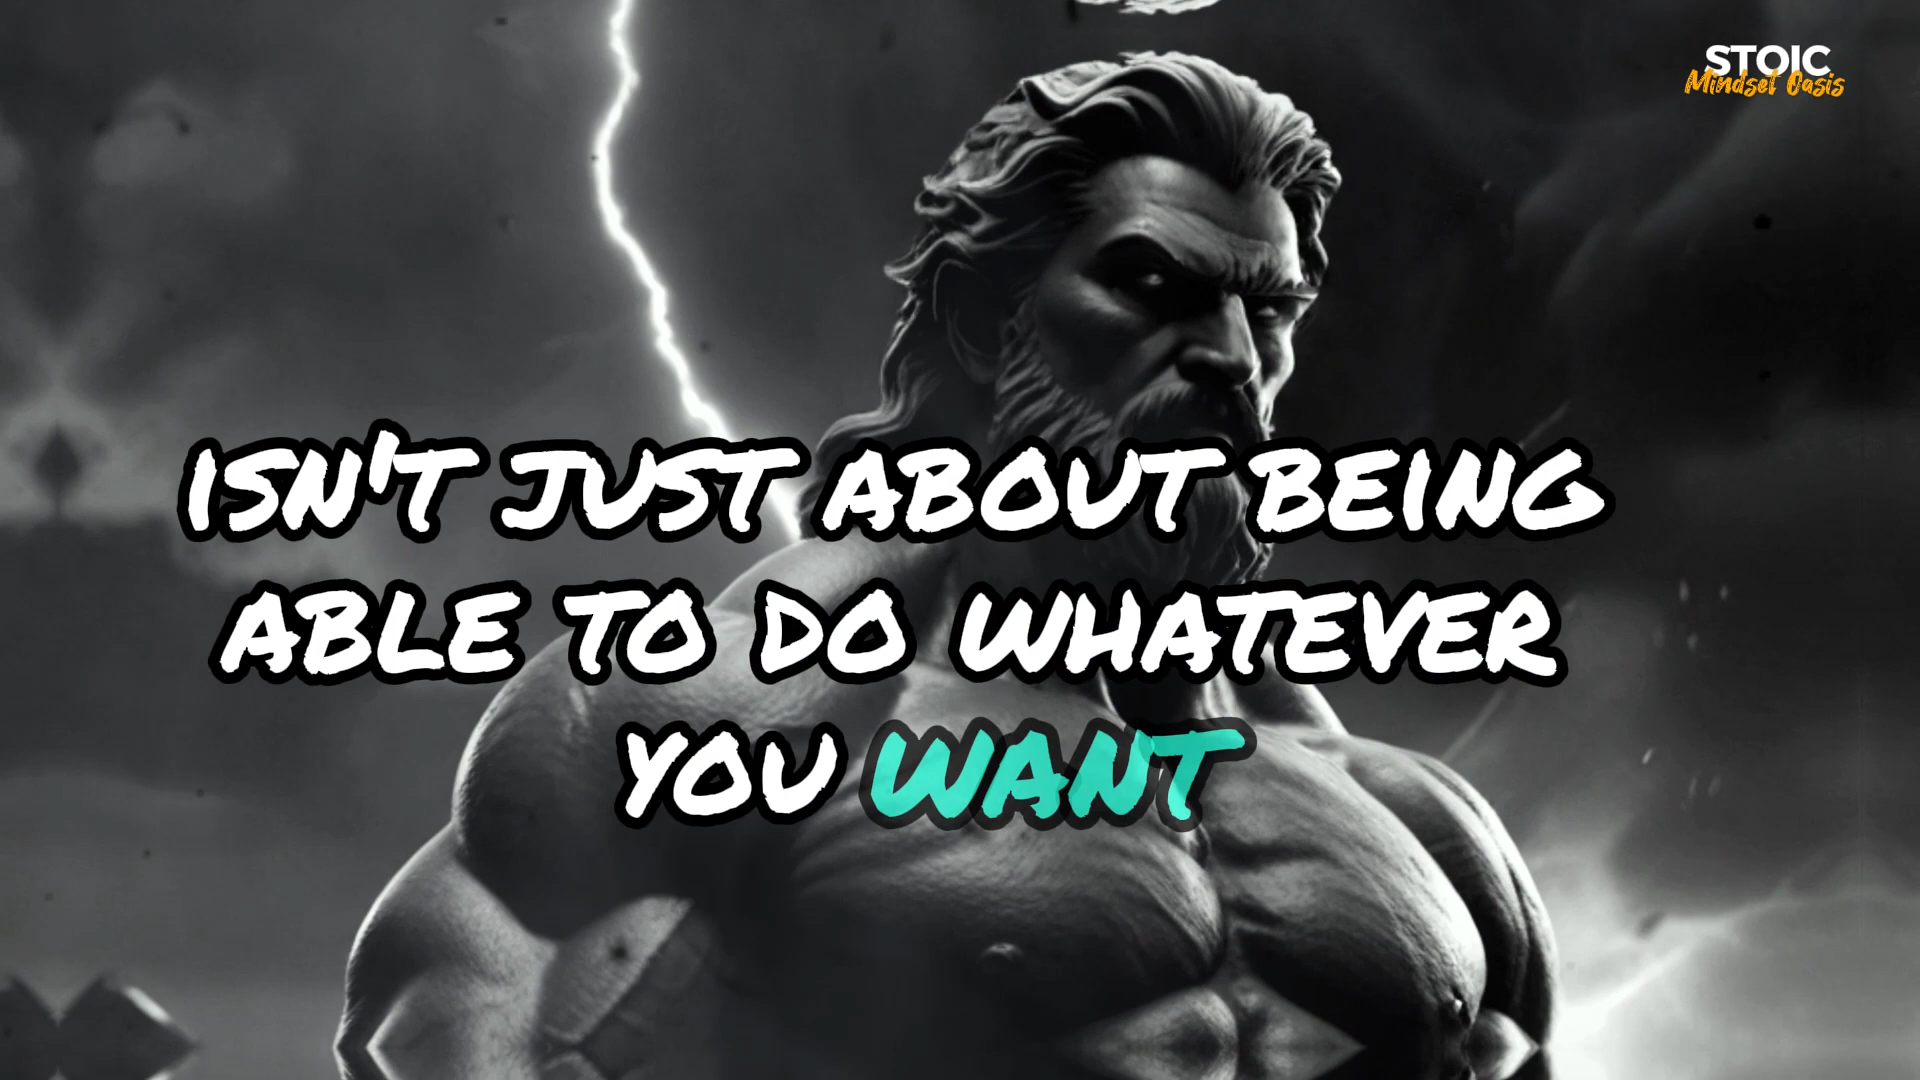 STOIC
Mindset Oasis
ISN'T JUST ABOUT BEING
ABLE TO DO WHATEVER
YOU WANT